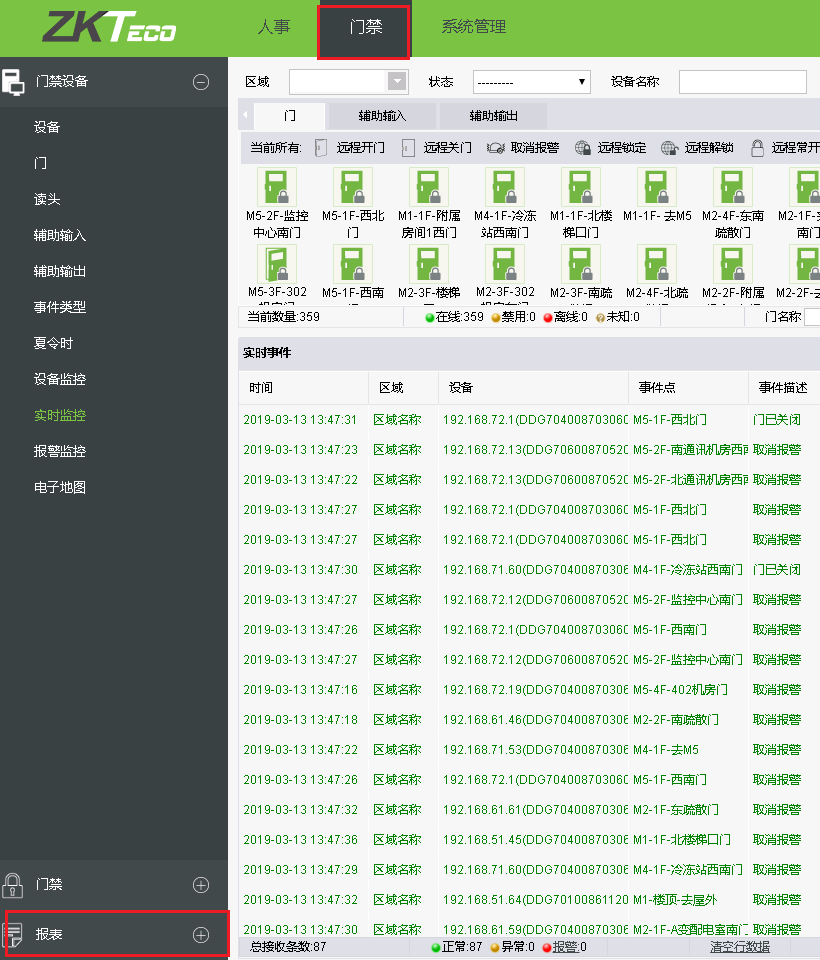 ZKTeco 人事 门禁 系统管理
门禁设备
设备
门
读头
辅助输入
辅助输出
事件类型
夏令时
设备监控
实时监控
报警监控
电子地图
门禁
报表
区域 状态 --------- 设备名称
门 辅助输入 辅助输出
当前所有: 远程开门 远程关门 取消报警 远程锁定 远程解锁 远程常开
M5-2F-监控 M5-1F-西北 M1-1F-附属 M4-1F-冷冻 M1-1F-北楼 M1-1F- 去M5 M2-4F-东南 M2-1F-
中心南门 门 房间1西门 站西南门 梯口门 疏散门 南门
M5-3F-302 M5-1F-西南 M2-3F-楼梯 M2-3F-302 M2-3F-南疏 M2-4F-北疏 M2-2F-附属 M2-2F-
当前数量:359 在线:359 禁用:0 离线:0 未知:0 门名称
实时事件
时间 区域 设备 事件点 事件描述
2019-03-13 13:47:31 区域名称 192.168.72.1(DDG704008703060 M5-1F-西北门 门已关闭
2019-03-13 13:47:23 区域名称 192.168.72.13(DDG70600870520 M5-2F-南通讯机房西 取消报警
2019-03-13 13:47:22 区域名称 192.168.72.13(DDG70600870520 M5-2F-北通讯机房西 取消报警
2019-03-13 13:47:27 区域名称 192.168.72.1(DDG704008703060 M5-1F-西北门 取消报警
2019-03-13 13:47:27 区域名称 192.168.72.1(DDG704008703060 M5-1F-西北门 取消报警
2019-03-13 13:47:30 区域名称 192.168.71.60(DDG70400870306 M4-1F-冷冻站西南门 门已关闭
2019-03-13 13:47:27 区域名称 192.168.72.12(DDG70600870520 M5-2F-监控中心南门 取消报警
2019-03-13 13:47:26 区域名称 192.168.72.1(DDG704008703060 M5-1F-西南门 取消报警
2019-03-13 13:47:27 区域名称 192.168.72.12(DDG70600870520 M5-2F-监控中心南门 取消报警
2019-03-13 13:47:16 区域名称 192.168.72.19(DDG70400870306 M5-4F-402机房门 取消报警
2019-03-13 13:47:18 区域名称 192.168.61.46(DDG70400870306 M2-2F-南疏散门 取消报警
2019-03-13 13:47:22 区域名称 192.168.71.53(DDG70400870306 M4-1F-去M5 取消报警
2019-03-13 13:47:26 区域名称 192.168.72.1(DDG704008703060 M5-1F-西南门 取消报警
2019-03-13 13:47:32 区域名称 192.168.61.61(DDG70400870306 M2-1F-东疏散门 取消报警
2019-03-13 13:47:36 区域名称 192.168.51.45(DDG70400870306 M1-1F-北楼梯口门 取消报警
2019-03-13 13:47:29 区域名称 192.168.71.60(DDG70400870306 M4-1F-冷冻站西南门 取消报警
2019-03-13 13:47:32 区域名称 192.168.51.64(DDG70100861120 M1-楼顶-去屋外 取消报警
2019-03-13 13:47:30 区域名称 192.168.61.59(DDG70400870306 M2-1F-A变配电室南门 取消报警
总接收条数:87 正常:87 异常:0 报警:0 清空行数据